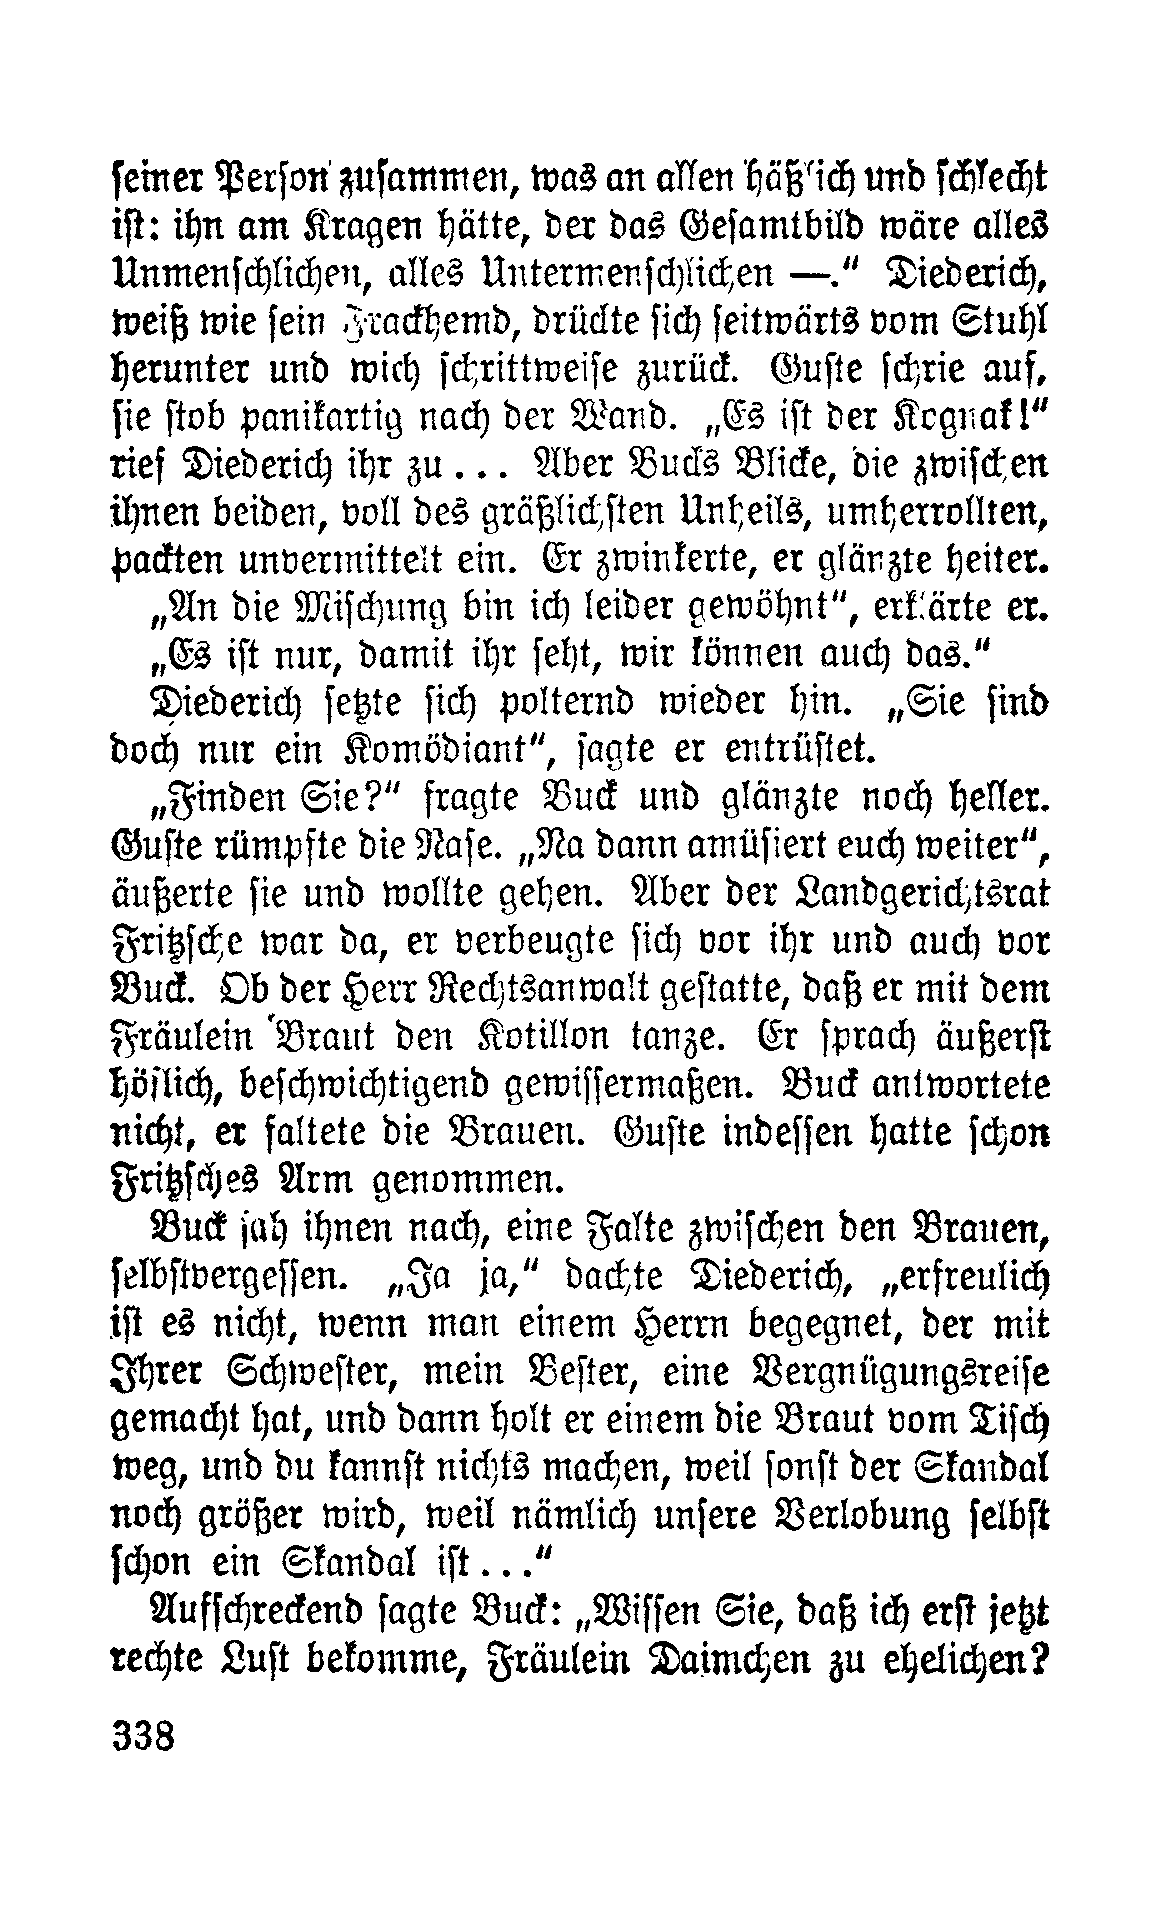 seiner Person zusammen, was an allen häßlich und schlecht
ist: ihn am Kragen hätte, der das Gesamtbild wäre alles
Unmenschlichen, alles Untermenschlichen —.“ Diederich,
weiß wie sein Frackhemd, drückte sich seitwärts vom Stuhl
herunter und wich schrittweise zurück. Guste schrie auf,
sie stob panikartig nach der Wand. „Es ist der Kognak!“
rief Diederich ihr zu ... Aber Bucks Blicke, die zwischen
ihnen beiden, voll des gräßlichsten Unheils, umherrollten,
packten unvermittelt ein. Er zwinkerte, er glänzte heiter.
„An die Mischung bin ich leider gewöhnt“, erklärte er.
„Es ist nur, damit ihr seht, wir können auch das.“
Diederich setzte sich polternd wieder hin. „Sie sind
doch nur ein Komödiant“, sagte er entrüstet.
„Finden Sie?“ fragte Buck und glänzte noch heller.
Guste rümpfte die Nase. „Na dann amüsiert euch weiter“,
äußerte sie und wollte gehen. Aber der Landgerichtsrat
Fritzsche war da, er verbeugte sich vor ihr und auch vor
Buck. Ob der Herr Rechtsanwalt gestatte, daß er mit dem
Fräulein Braut den Kotillon tanze. Er sprach äußerst
höflich, beschwichtigend gewissermaßen. Buck antwortete
nicht, er faltete die Brauen. Guste indessen hatte schon
Fritzsches Arm genommen.
Buck sah ihnen nach, eine Falte zwischen den Brauen,
selbstvergessen. „Ja ja,“ dachte Diederich, „erfreulich
ist es nicht, wenn man einem Herrn begegnet, der mit
Ihrer Schwester, mein Bester, eine Vergnügungsreise
gemacht hat, und dann holt er einem die Braut vom Tisch
weg, und du kannst nichts machen, weil sonst der Skandal
noch größer wird, weil nämlich unsere Verlobung selbst
schon ein Skandal ist ...“
Aufschreckend sagte Buck: „Wissen Sie, daß ich erst jetzt
rechte Lust bekomme, Fräulein Daimchen zu ehelichen?
338